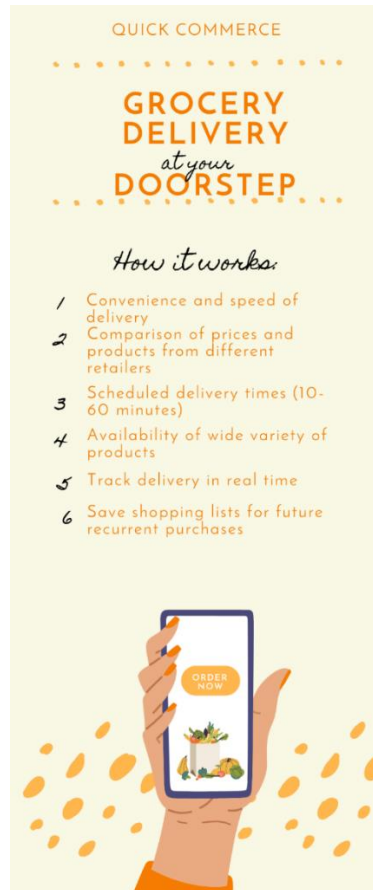 QUICK COMMERCE
GROCERY
DELIVERY
at your
DOORSTEP
How it works:
1 Convenience and speed of
delivery
2 Comparison of prices and
products from different
retailers
3 Scheduled delivery times (10-
60 minutes)
4 Availability of wide variety of
products
5 Track delivery in real time
6 Save shopping lists for future
recurrent purchases
ORDER
NOW